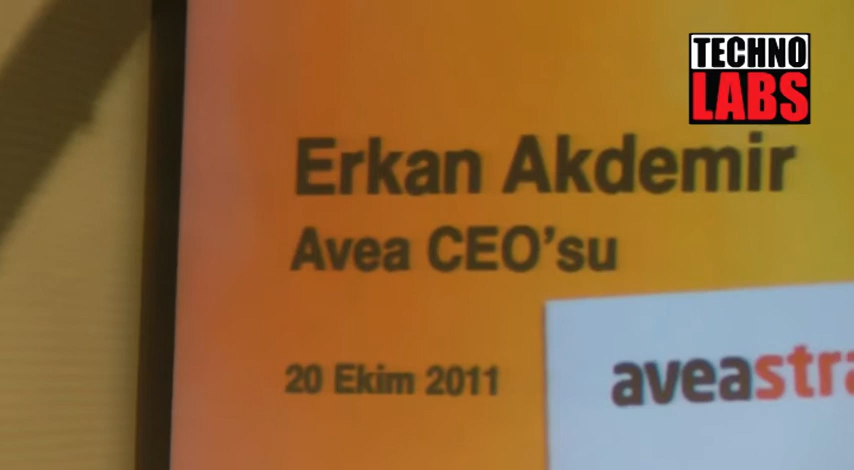 TECHNO
LABS
Erkan Akdemir
Avea CEO'su
20 Ekim 2011
aveastra